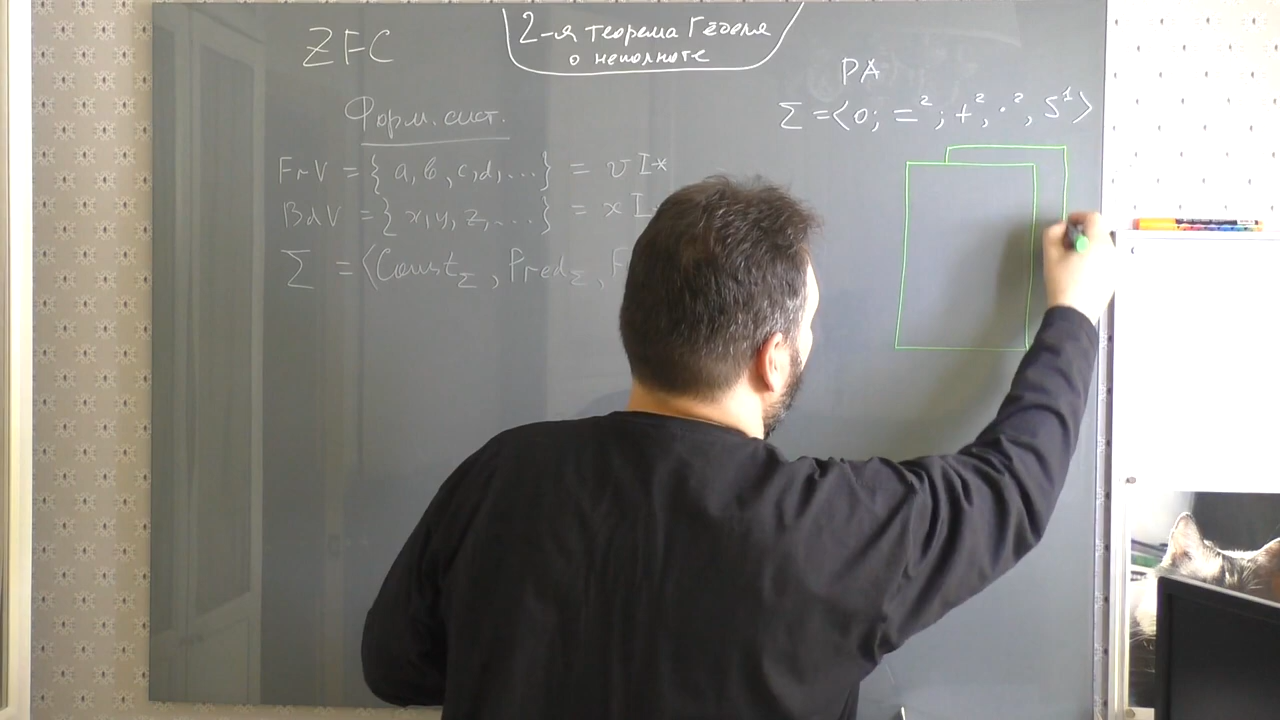 ZFC
2-я теорема Гёделя
о неполноте
PA
Σ = <0; =²; +², ·², S¹>
Форм. сист.
FrV = {a, b, c, d, ...} = v I*
BdV = {x, y, z, ...} = x I
Σ = <Const_Σ, Pred_Σ, F